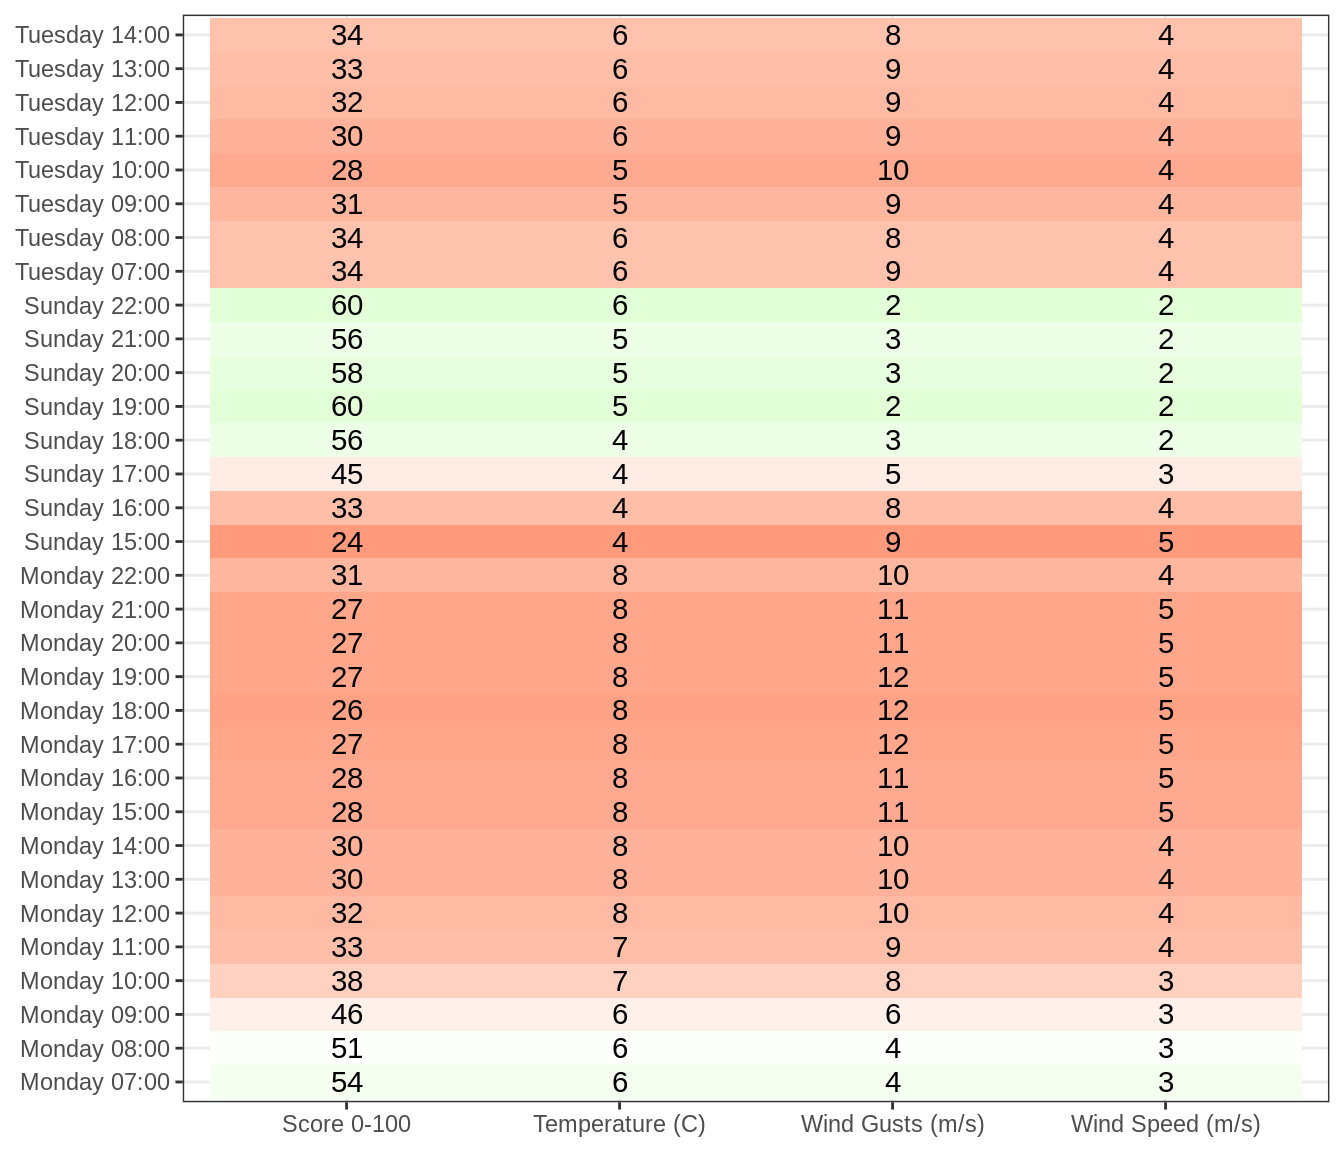 Tuesday 14:00 34 6 8 4
Tuesday 13:00 33 6 9 4
Tuesday 12:00 32 6 9 4
Tuesday 11:00 30 6 9 4
Tuesday 10:00 28 5 10 4
Tuesday 09:00 31 5 9 4
Tuesday 08:00 34 6 8 4
Tuesday 07:00 34 6 9 4
Sunday 22:00 60 6 2 2
Sunday 21:00 56 5 3 2
Sunday 20:00 58 5 3 2
Sunday 19:00 60 5 2 2
Sunday 18:00 56 4 3 2
Sunday 17:00 45 4 5 3
Sunday 16:00 33 4 8 4
Sunday 15:00 24 4 9 5
Monday 22:00 31 8 10 4
Monday 21:00 27 8 11 5
Monday 20:00 27 8 11 5
Monday 19:00 27 8 12 5
Monday 18:00 26 8 12 5
Monday 17:00 27 8 12 5
Monday 16:00 28 8 11 5
Monday 15:00 28 8 11 5
Monday 14:00 30 8 10 4
Monday 13:00 30 8 10 4
Monday 12:00 32 8 10 4
Monday 11:00 33 7 9 4
Monday 10:00 38 7 8 3
Monday 09:00 46 6 6 3
Monday 08:00 51 6 4 3
Monday 07:00 54 6 4 3
Score 0-100 Temperature (C) Wind Gusts (m/s) Wind Speed (m/s)